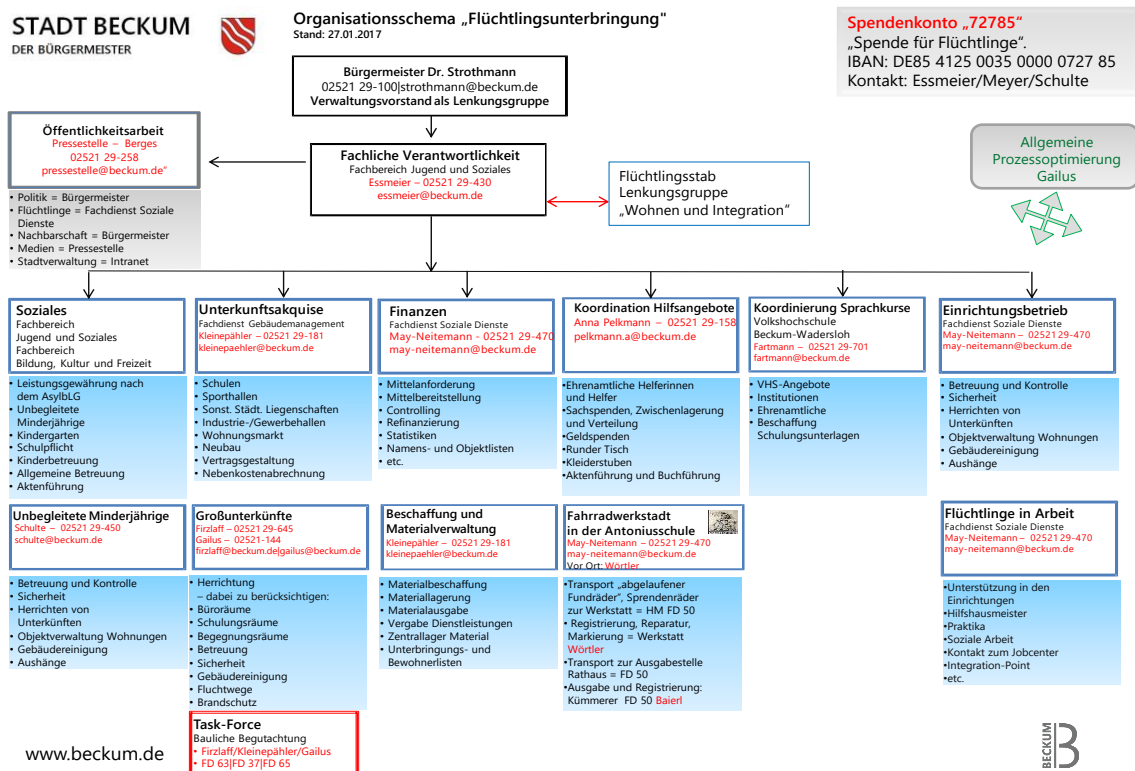 STADT BECKUM
DER BÜRGERMEISTER
Organisationsschema „Flüchtlingsunterbringung"
Stand: 27.01.2017
Spendenkonto „72785“
„Spende für Flüchtlinge“.
IBAN: DE85 4125 0035 0000 0727 85
Kontakt: Essmeier/Meyer/Schulte
Bürgermeister Dr. Strothmann
02521 29-100|strothmann@beckum.de
Verwaltungsvorstand als Lenkungsgruppe
Öffentlichkeitsarbeit
Pressestelle – Berges
02521 29-258
pressestelle@beckum.de“
• Politik = Bürgermeister
• Flüchtlinge = Fachdienst Soziale
Dienste
• Nachbarschaft = Bürgermeister
• Medien = Pressestelle
• Stadtverwaltung = Intranet
Fachliche Verantwortlichkeit
Fachbereich Jugend und Soziales
Essmeier – 02521 29-430
essmeier@beckum.de
Flüchtlingsstab
Lenkungsgruppe
„Wohnen und Integration“
Allgemeine
Prozessoptimierung
Gailus
Soziales
Fachbereich
Jugend und Soziales
Fachbereich
Bildung, Kultur und Freizeit
• Leistungsgewährung nach
dem AsylbLG
• Unbegleitete
Minderjährige
• Kindergarten
• Schulpflicht
• Kinderbetreuung
• Allgemeine Betreuung
• Aktenführung
Unterkunftsakquise
Fachdienst Gebäudemanagement
Kleinepähler – 02521 29-181
kleinepaehler@beckum.de
• Schulen
• Sporthallen
• Sonst. Städt. Liegenschaften
• Industrie-/Gewerbehallen
• Wohnungsmarkt
• Neubau
• Vertragsgestaltung
• Nebenkostenabrechnung
Finanzen
Fachdienst Soziale Dienste
May-Neitemann - 02521 29-470
may-neitemann@beckum.de
• Mittelanforderung
• Mittelbereitstellung
• Controlling
• Refinanzierung
• Statistiken
• Namens- und Objektlisten
• etc.
Koordination Hilfsangebote
Anna Pelkmann – 02521 29-158
pelkmann.a@beckum.de
•Ehrenamtliche Helferinnen
und Helfer
•Sachspenden, Zwischenlagerung
und Verteilung
•Geldspenden
•Runder Tisch
•Kleiderstuben
•Aktenführung und Buchführung
Koordinierung Sprachkurse
Volkshochschule
Beckum-Wadersloh
Fartmann – 02521 29-701
fartmann@beckum.de
• VHS-Angebote
• Institutionen
• Ehrenamtliche
• Beschaffung
Schulungsunterlagen
Einrichtungsbetrieb
Fachdienst Soziale Dienste
May-Neitemann – 02521 29-470
may-neitemann@beckum.de
• Betreuung und Kontrolle
• Sicherheit
• Herrichten von
Unterkünften
• Objektverwaltung Wohnungen
• Gebäudereinigung
• Aushänge
Unbegleitete Minderjährige
Schulte – 02521 29-450
schulte@beckum.de
• Betreuung und Kontrolle
• Sicherheit
• Herrichten von
Unterkünften
• Objektverwaltung Wohnungen
• Gebäudereinigung
• Aushänge
Großunterkünfte
Firzlaff – 02521 29-645
Gailus – 02521-144
firzlaff@beckum.de|gailus@beckum.de
• Herrichtung
– dabei zu berücksichtigen:
• Büroräume
• Schulungsräume
• Begegnungsräume
• Betreuung
• Sicherheit
• Gebäudereinigung
• Fluchtwege
• Brandschutz
Task-Force
Bauliche Begutachtung
• Firzlaff/Kleinepähler/Gailus
• FD 63|FD 37|FD 65
Beschaffung und
Materialverwaltung
Kleinepähler – 02521 29-181
kleinepaehler@beckum.de
• Materialbeschaffung
• Materiallagerung
• Materialausgabe
• Vergabe Dienstleistungen
• Zentrallager Material
• Unterbringungs- und
Bewohnerlisten
Fahrradwerkstadt
in der Antoniusschule
May-Neitemann – 02521 29-470
may-neitemann@beckum.de
Vor Ort: Wörtler
•Transport „abgelaufener
Fundräder“, Sprendenräder
zur Werkstatt = HM FD 50
• Registrierung, Reparatur,
Markierung = Werkstatt
Wörtler
•Transport zur Ausgabestelle
Rathaus = FD 50
•Ausgabe und Registrierung:
Kümmerer FD 50 Baierl
Flüchtlinge in Arbeit
Fachdienst Soziale Dienste
May-Neitemann – 02521 29-470
may-neitemann@beckum.de
•Unterstützung in den
Einrichtungen
•Hilfshausmeister
•Praktika
•Soziale Arbeit
•Kontakt zum Jobcenter
•Integration-Point
•etc.
www.beckum.de
BECKUM
B